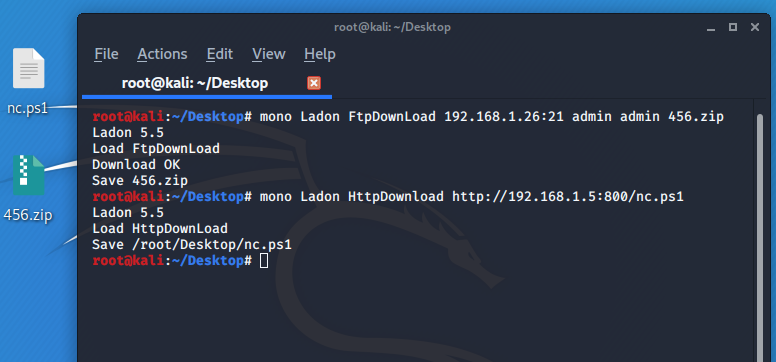 root@kali: ~/Desktop
File Actions Edit View Help
root@kali: ~/Desktop
nc.ps1
456.zip
root@kali:~/Desktop# mono Ladon FtpDownLoad 192.168.1.26:21 admin admin 456.zip
Ladon 5.5
Load FtpDownLoad
Download OK
Save 456.zip
root@kali:~/Desktop# mono Ladon HttpDownload http://192.168.1.5:800/nc.ps1
Ladon 5.5
Load HttpDownLoad
Save /root/Desktop/nc.ps1
root@kali:~/Desktop#